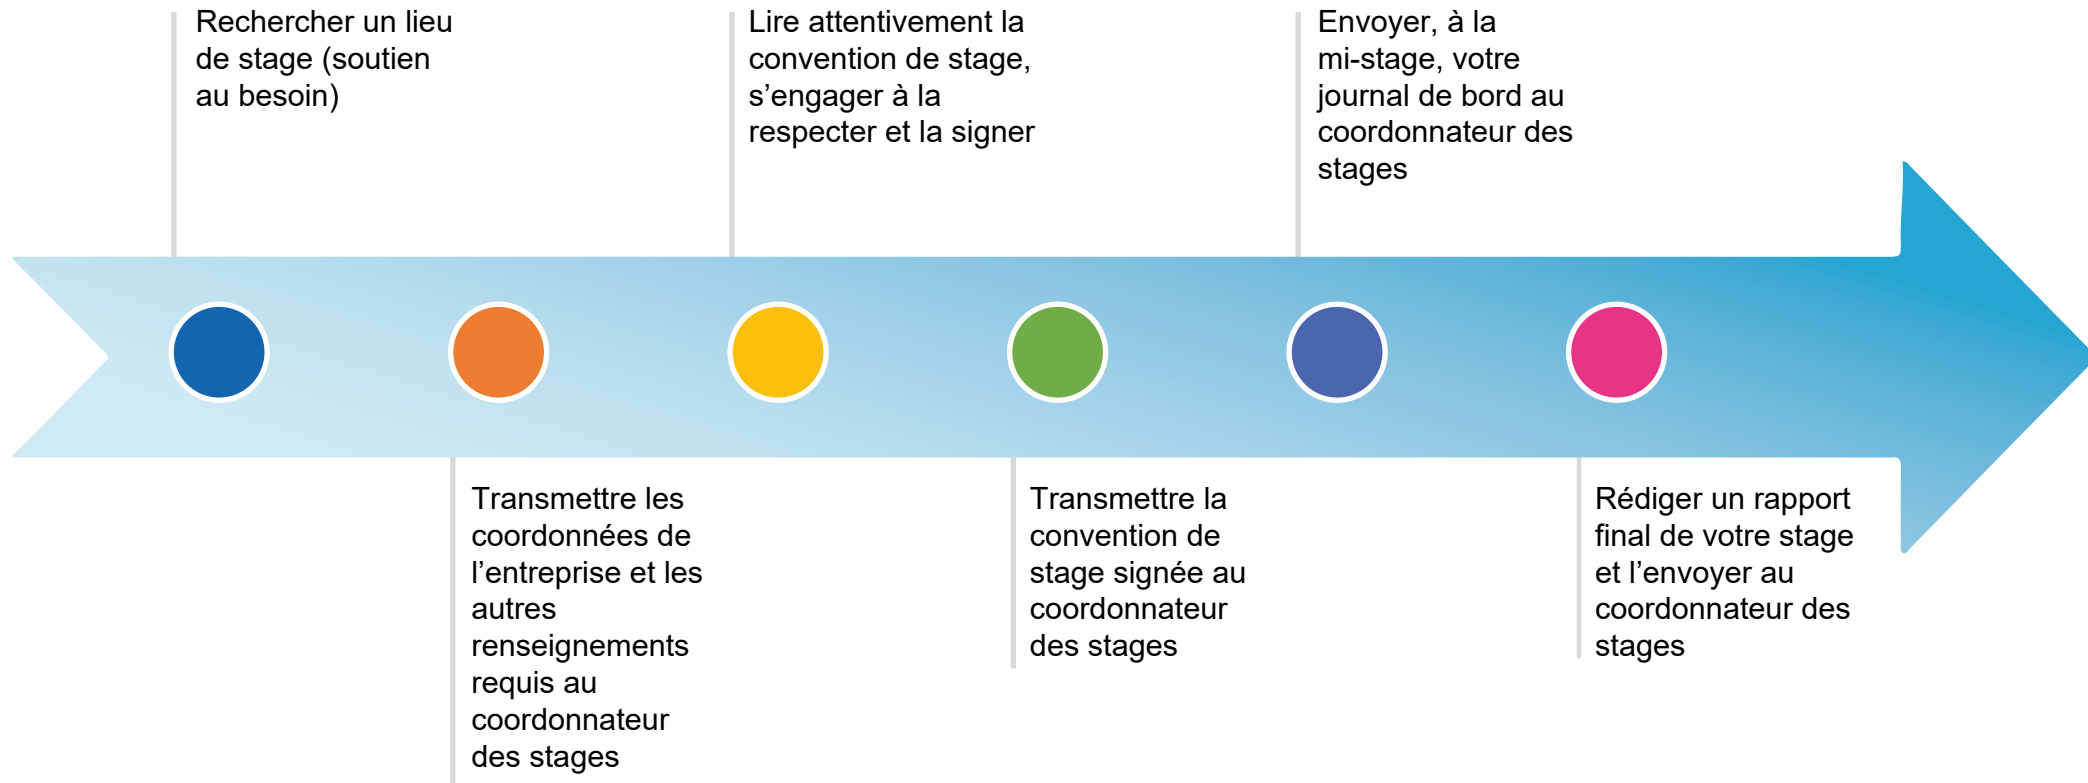 Rechercher un lieu
de stage (soutien
au besoin)
Transmettre les
coordonnées de
l’entreprise et les
autres
renseignements
requis au
coordonnateur
des stages
Lire attentivement la
convention de stage,
s’engager à la
respecter et la signer
Transmettre la
convention de
stage signée au
coordonnateur
des stages
Envoyer, à la
mi-stage, votre
journal de bord au
coordonnateur des
stages
Rédiger un rapport
final de votre stage
et l’envoyer au
coordonnateur des
stages